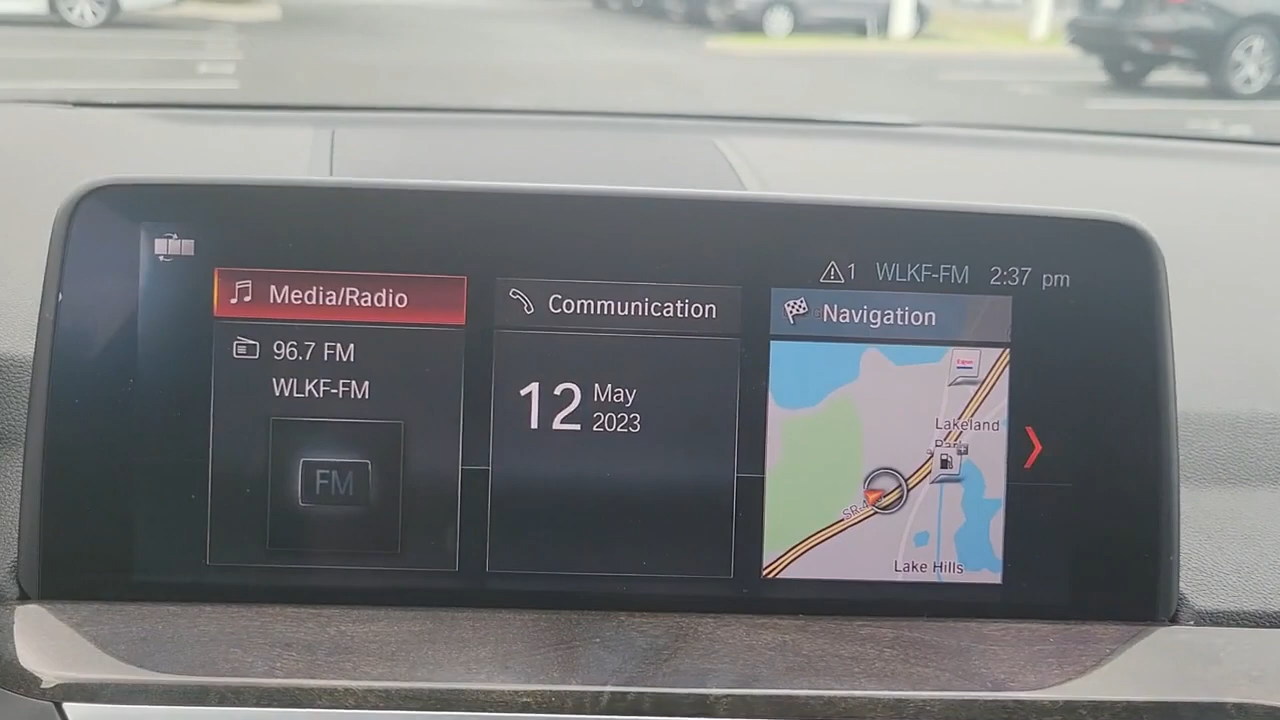 1 WLKF-FM 2:37 pm
Media/Radio
96.7 FM
WLKF-FM
FM
Communication
12 May
2023
Navigation
Lakeland
Lake Hills